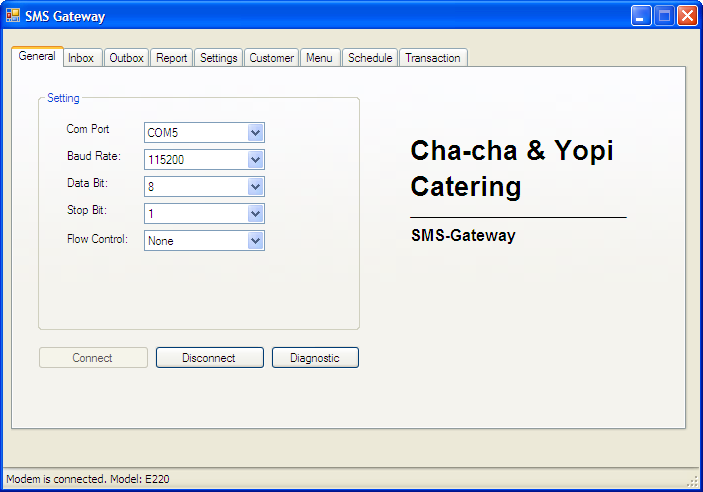 SMS Gateway
General Inbox Outbox Report Settings Customer Menu Schedule Transaction
Setting
Com Port COM5
Baud Rate: 115200
Data Bit: 8
Stop Bit: 1
Flow Control: None
Cha-cha & Yopi
Catering
SMS-Gateway
Connect Disconnect Diagnostic
Modem is connected. Model: E220